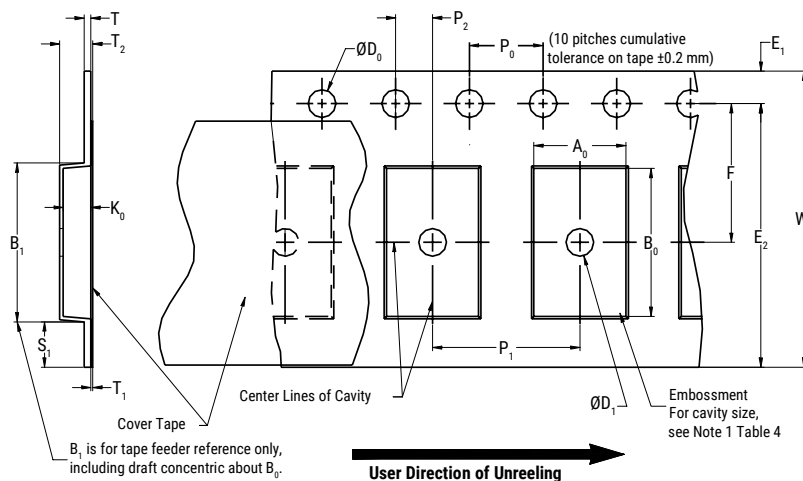 T
T₂
ØD₀
P₂
P₀
(10 pitches cumulative
tolerance on tape ±0.2 mm)
E₁
A₀
F
W
K₀
B₁
B₀
E₂
S₁
P₁
T₁
Center Lines of Cavity
ØD₁
Embossment
For cavity size,
see Note 1 Table 4
Cover Tape
B₁ is for tape feeder reference only,
including draft concentric about B₀.
User Direction of Unreeling